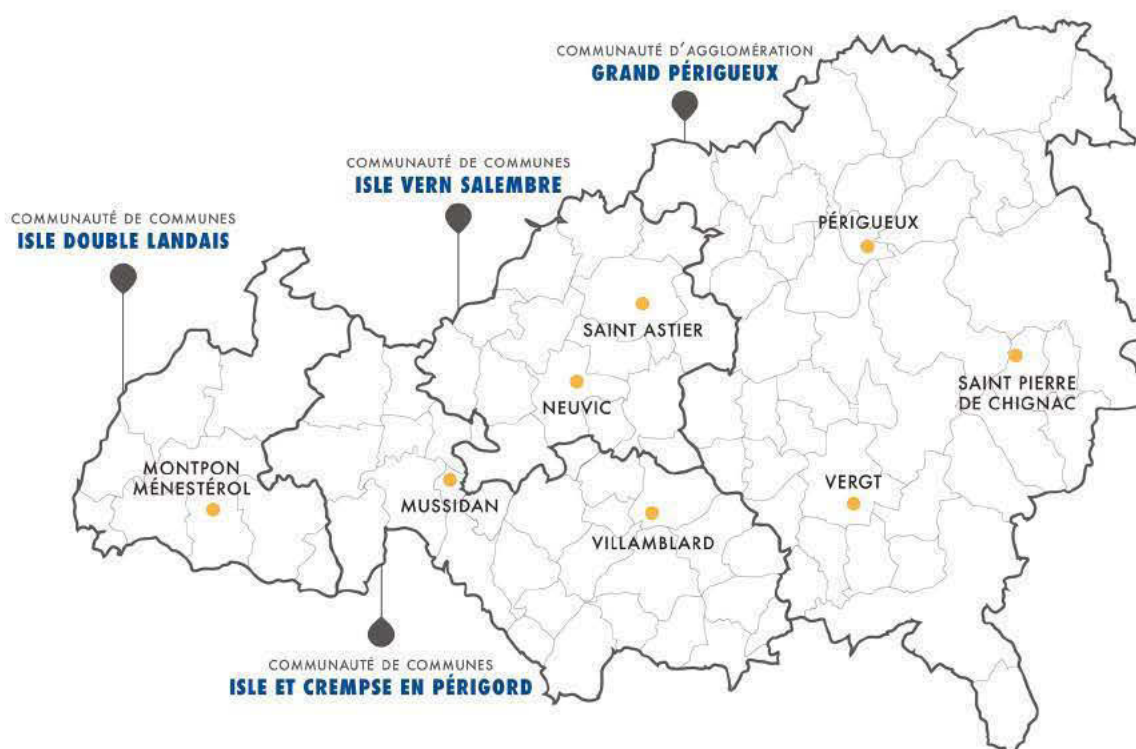 COMMUNAUTÉ D'AGGLOMÉRATION
GRAND PÉRIGUEUX
COMMUNAUTÉ DE COMMUNES
ISLE VERN SALEMBRE
COMMUNAUTÉ DE COMMUNES
ISLE DOUBLE LANDAIS
PÉRIGUEUX
SAINT ASTIER
SAINT PIERRE
DE CHIGNAC
NEUVIC
MONTPON
MÉNESTÉROL
MUSSIDAN
VERGT
VILLAMBLARD
COMMUNAUTÉ DE COMMUNES
ISLE ET CREMPSE EN PÉRIGORD